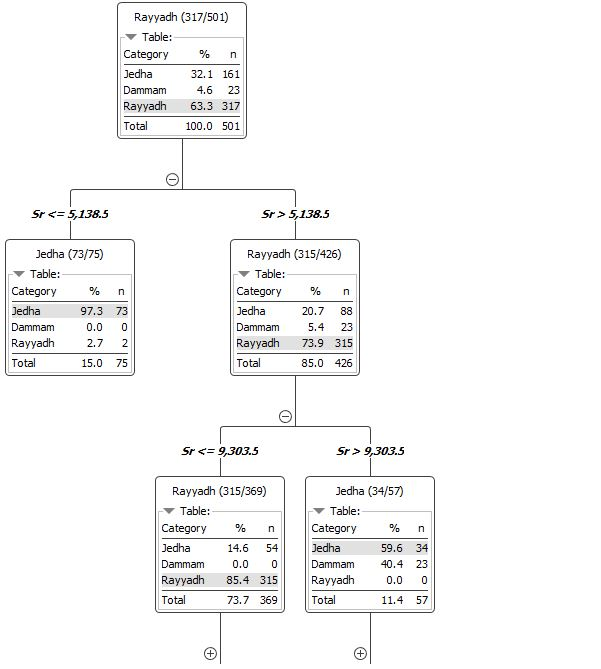 Rayyadh (317/501)
Table:
Category % n
Jedha 32.1 161
Dammam 4.6 23
Rayyadh 63.3 317
Total 100.0 501
Sr <= 5,138.5
Sr > 5,138.5
Jedha (73/75)
Table:
Category % n
Jedha 97.3 73
Dammam 0.0 0
Rayyadh 2.7 2
Total 15.0 75
Rayyadh (315/426)
Table:
Category % n
Jedha 20.7 88
Dammam 5.4 23
Rayyadh 73.9 315
Total 85.0 426
Sr <= 9,303.5
Sr > 9,303.5
Rayyadh (315/369)
Table:
Category % n
Jedha 14.6 54
Dammam 0.0 0
Rayyadh 85.4 315
Total 73.7 369
Jedha (34/57)
Table:
Category % n
Jedha 59.6 34
Dammam 40.4 23
Rayyadh 0.0 0
Total 11.4 57